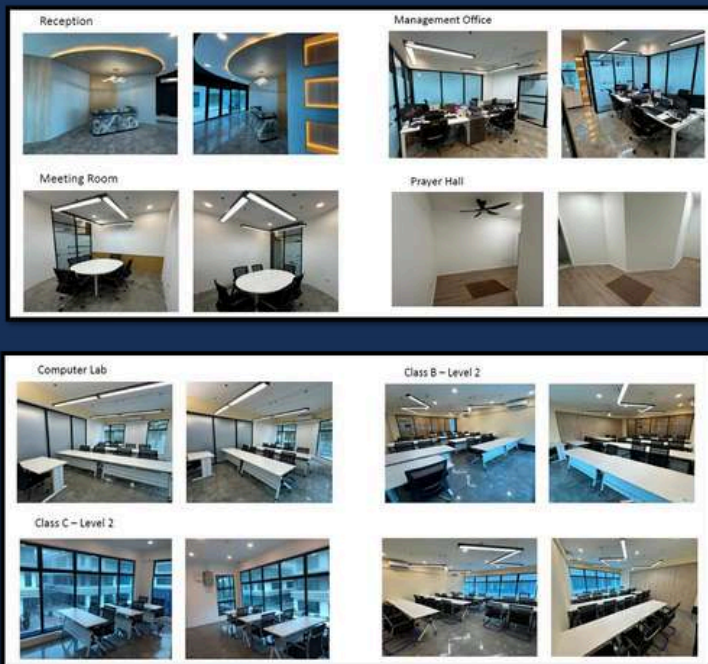 Reception
Management Office
Meeting Room
Prayer Hall
Computer Lab
Class B – Level 2
Class C – Level 2